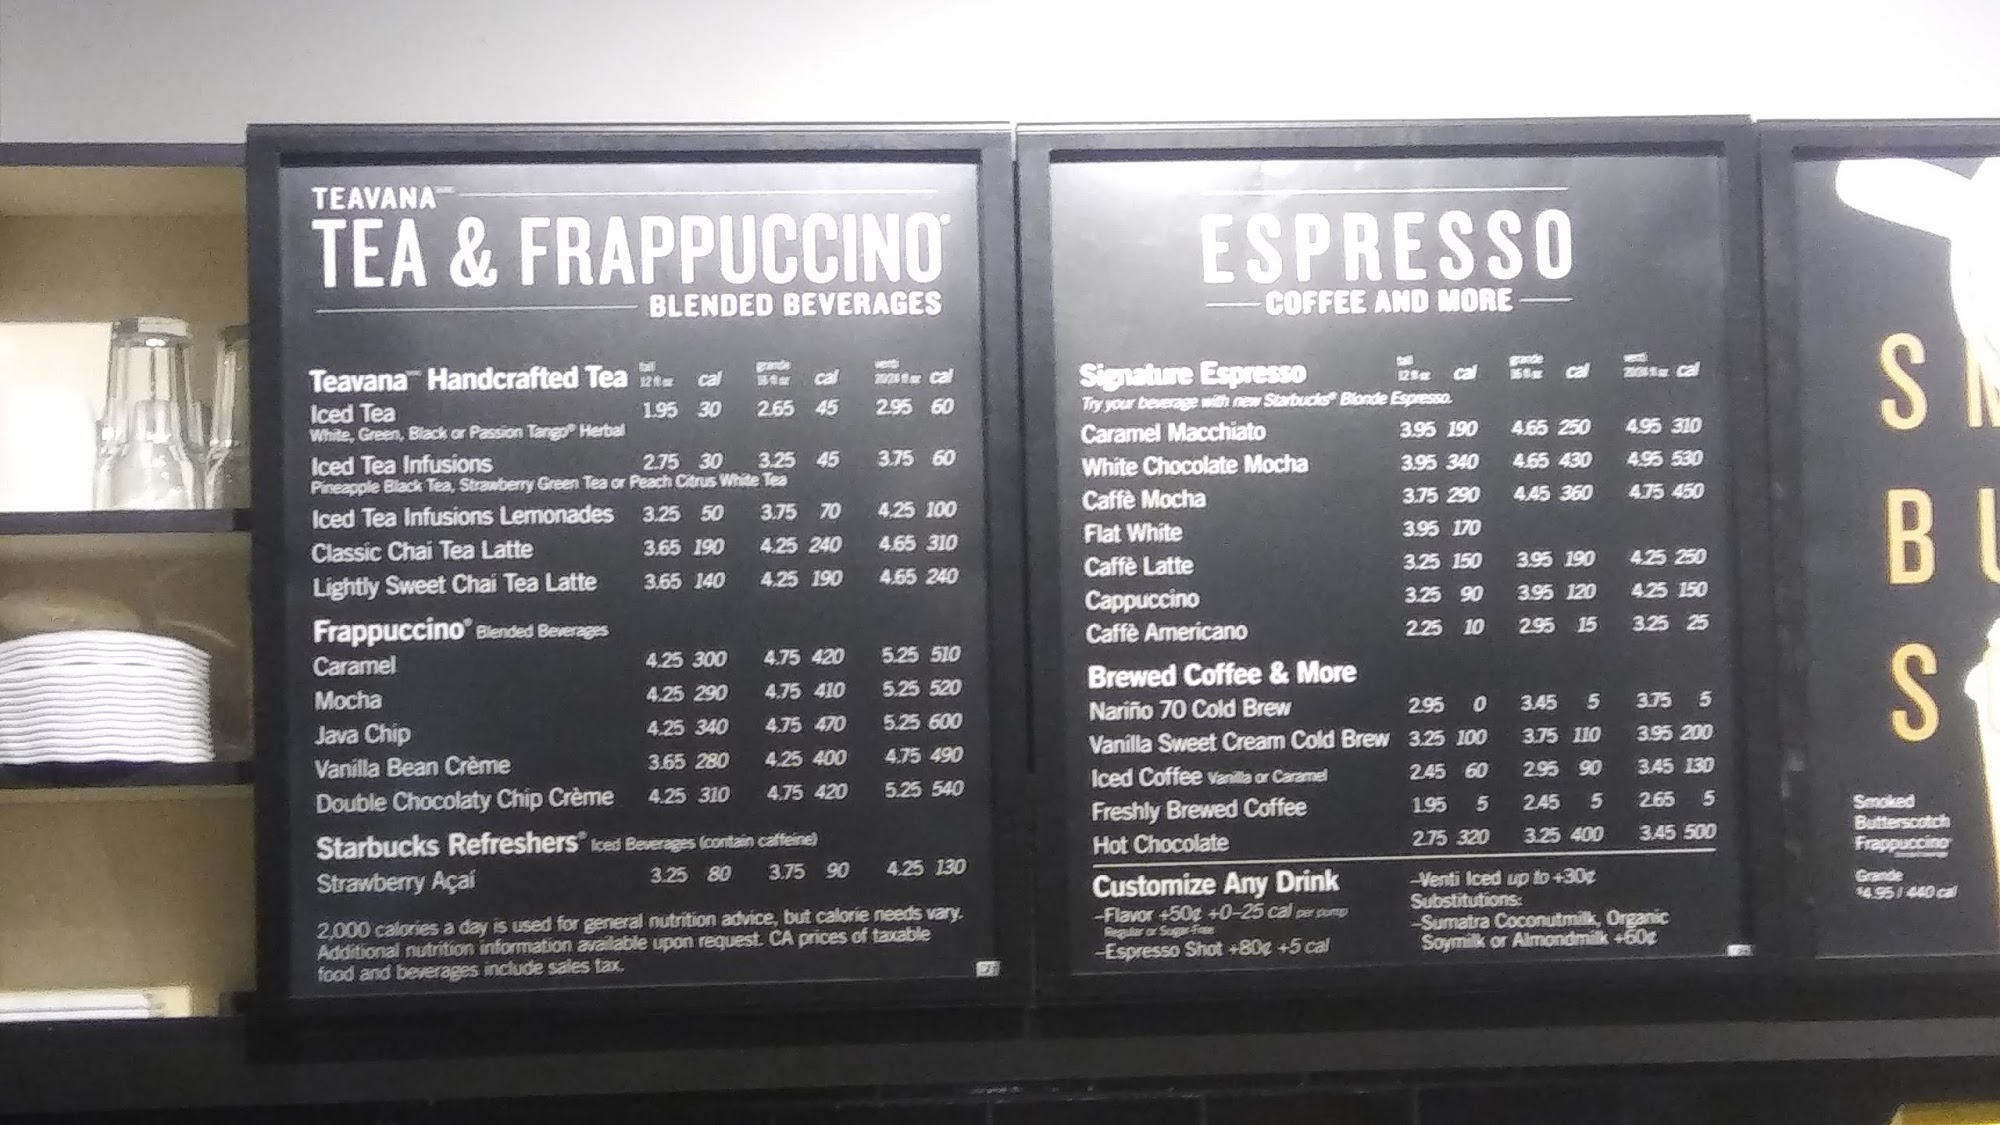 TEAVANA
TEA & FRAPPUCCINO®
BLENDED BEVERAGES
Teavana™ Handcrafted Tea tall 12 fl oz cal grande 16 fl oz cal venti cal
Iced Tea 1.95 30 2.65 45 2.95 60
White, Green, Black or Passion Tango® Herbal
Iced Tea Infusions 2.75 30 3.25 45 3.75 60
Pineapple Black Tea, Strawberry Green Tea or Peach Citrus White Tea
Iced Tea Infusions Lemonades 3.25 50 3.75 70 4.25 100
Classic Chai Tea Latte 3.65 190 4.25 240 4.65 310
Lightly Sweet Chai Tea Latte 3.65 140 4.25 190 4.65 240
Frappuccino® Blended Beverages
Caramel 4.25 300 4.75 420 5.25 510
Mocha 4.25 290 4.75 410 5.25 520
Java Chip 4.25 340 4.75 470 5.25 600
Vanilla Bean Crème 3.65 280 4.25 400 4.75 490
Double Chocolaty Chip Crème 4.25 310 4.75 420 5.25 540
Starbucks Refreshers® Iced Beverages (contain caffeine)
Strawberry Açaí 3.25 80 3.75 90 4.25 130
2,000 calories a day is used for general nutrition advice, but calorie needs vary.
Additional nutrition information available upon request. CA prices of taxable
food and beverages include sales tax.
ESPRESSO
COFFEE AND MORE
Signature Espresso tall 12 fl oz cal grande 16 fl oz cal venti cal
Try your beverage with new Starbucks® Blonde Espresso.
Caramel Macchiato 3.95 190 4.65 250 4.95 310
White Chocolate Mocha 3.95 340 4.65 430 4.95 530
Caffè Mocha 3.75 290 4.45 360 4.75 450
Flat White 3.95 170
Caffè Latte 3.25 150 3.95 190 4.25 250
Cappuccino 3.25 90 3.95 120 4.25 150
Caffè Americano 2.25 10 2.95 15 3.25 25
Brewed Coffee & More
Nariño 70 Cold Brew 2.95 0 3.45 5 3.75 5
Vanilla Sweet Cream Cold Brew 3.25 100 3.75 110 3.95 200
Iced Coffee Vanilla or Caramel 2.45 60 2.95 90 3.45 130
Freshly Brewed Coffee 1.95 5 2.45 5 2.65 5
Hot Chocolate 2.75 320 3.25 400 3.45 500
Customize Any Drink
–Flavor +50¢ +0–25 cal per pump
Regular or Sugar-Free
–Espresso Shot +80¢ +5 cal
–Venti Iced up to +30¢
Substitutions:
–Sumatra Coconutmilk, Organic
Soymilk or Almondmilk +60¢
S
B
S
Smoked
Butterscotch
Frappuccino®
Grande
$4.95 / 440 cal